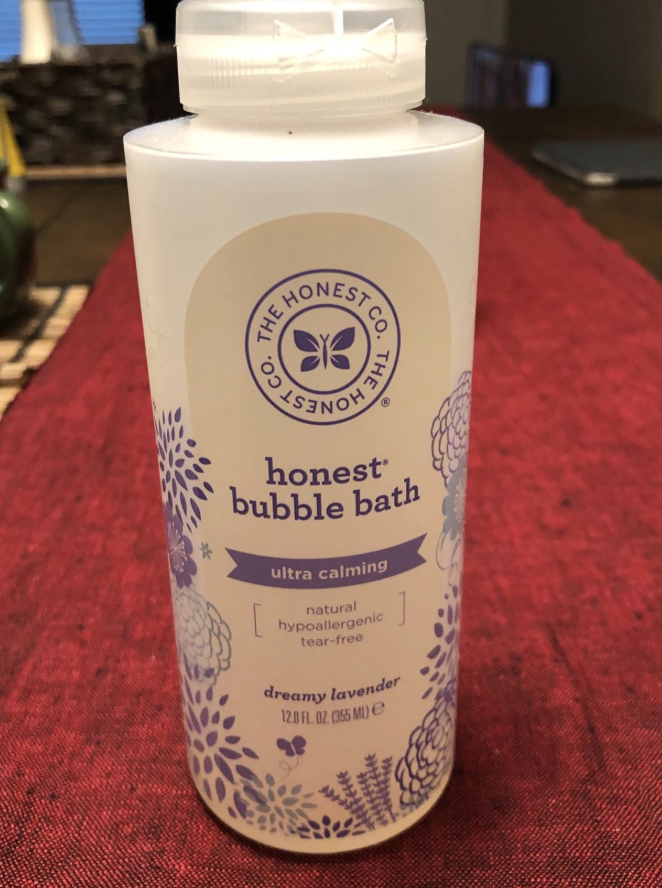 THE HONEST CO. THE HONEST CO.
®
honest®
bubble bath
ultra calming
natural
hypoallergenic
tear-free
dreamy lavender
12.0 FL. OZ. (355 ML) ℮